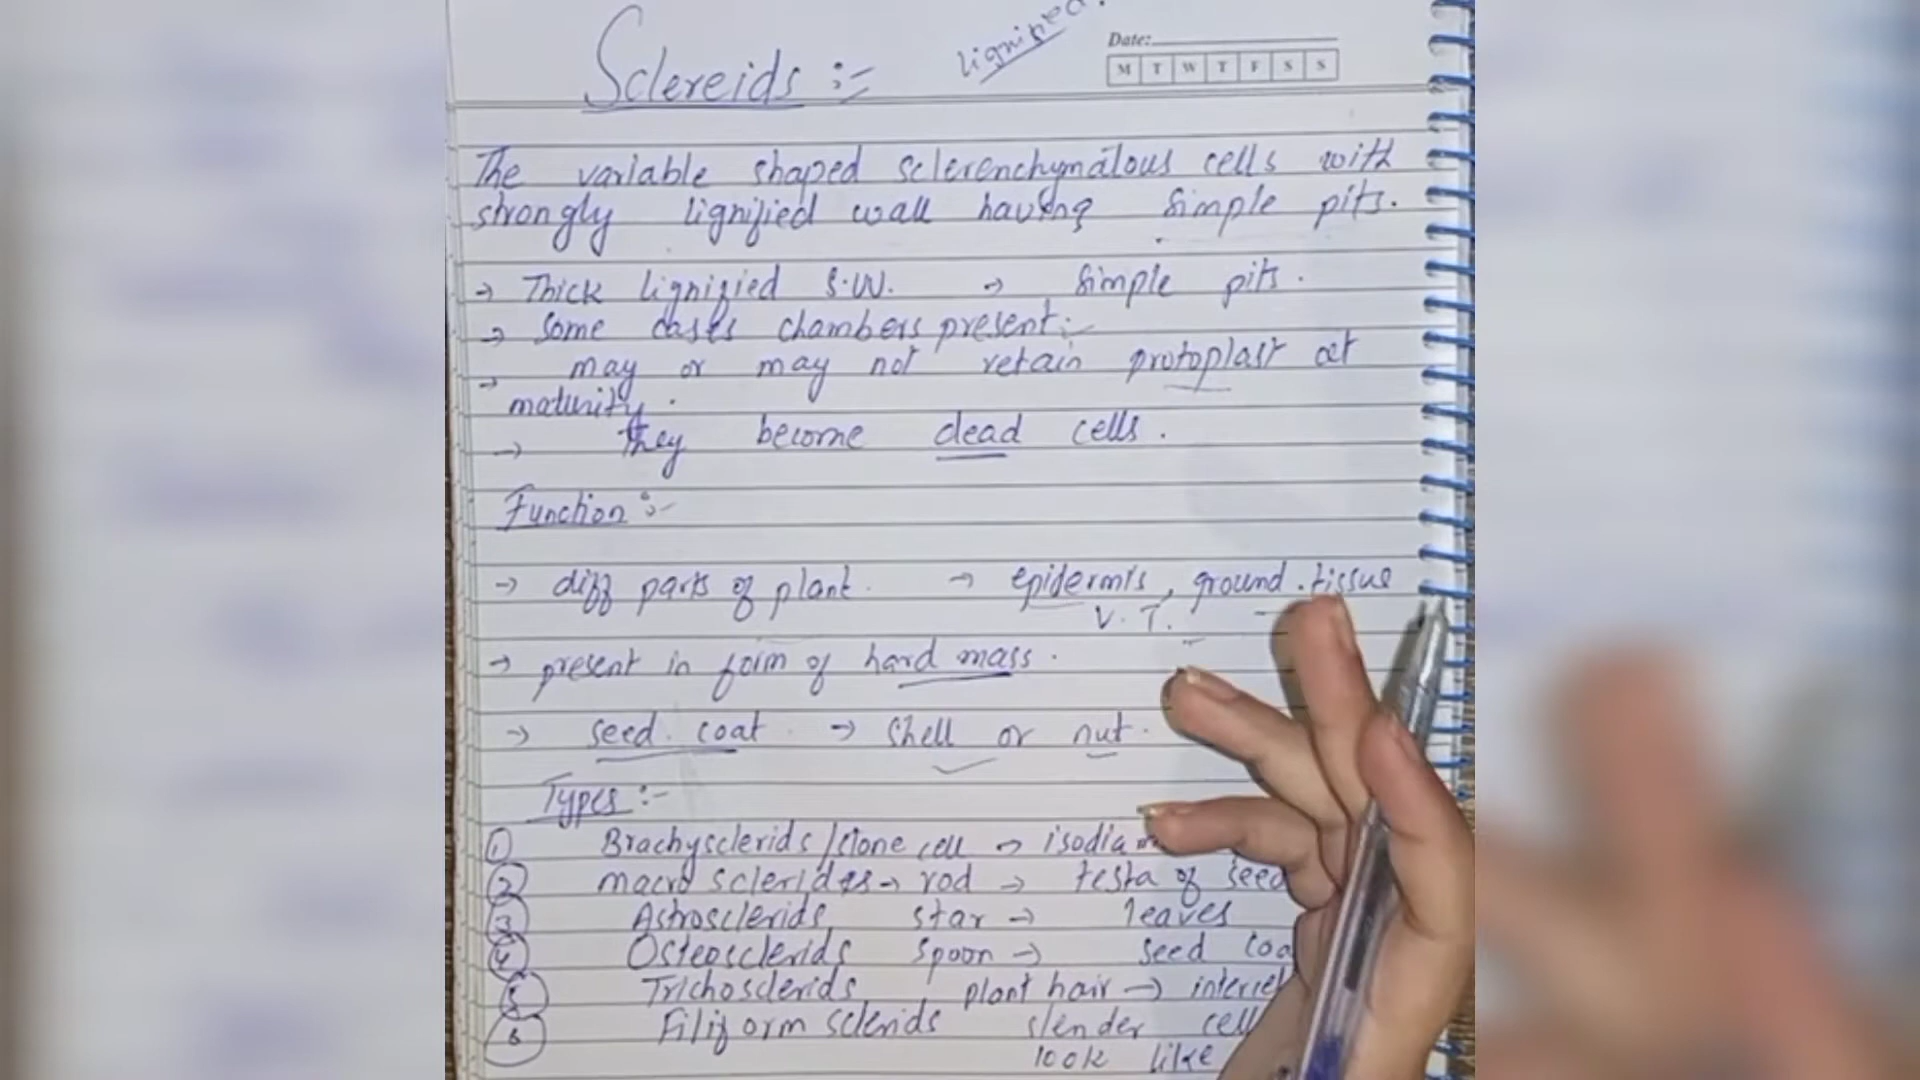 lignified.
Date:
M T W T F S S
Sclereids :-
The variable shaped sclerenchymatous cells with
strongly lignified wall having simple pits.
→ Thick lignified S.W. → Simple pits.
→ Some cases chambers present :-
→ may or may not retain protoplast at
maturity.
→ they become dead cells.
Function :-
→ diff parts of plant. → epidermis, ground tissue
V. T.
→ present in form of hard mass.
→ seed coat → shell or nut.
Types :-
① Brachysclerids/stone cell → isodiam
② macro sclerides → rod → testa of seed
③ Astrosclerids star → leaves
④ Osteosclerids spoon → seed coa
⑤ Trichosclerids plant hair →
⑥ Filiform sclerids slender cell
look like